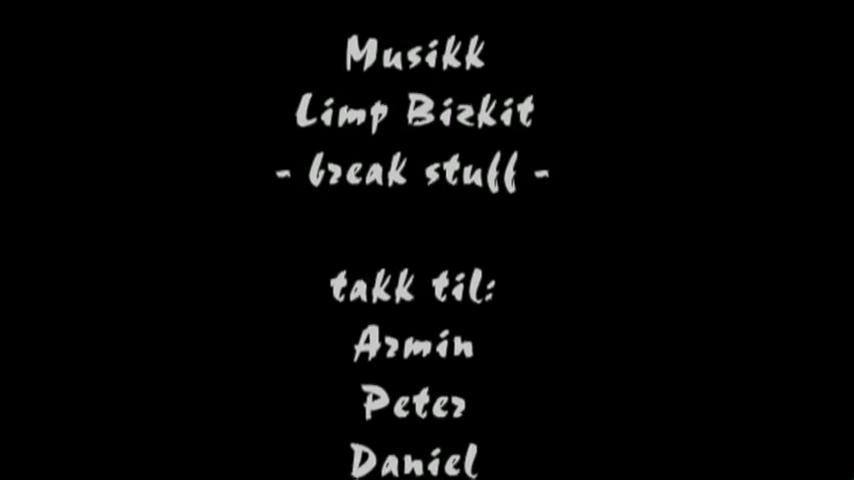 Musikk
Limp Bizkit
- break stuff -
takk til:
Armin
Peter
Daniel